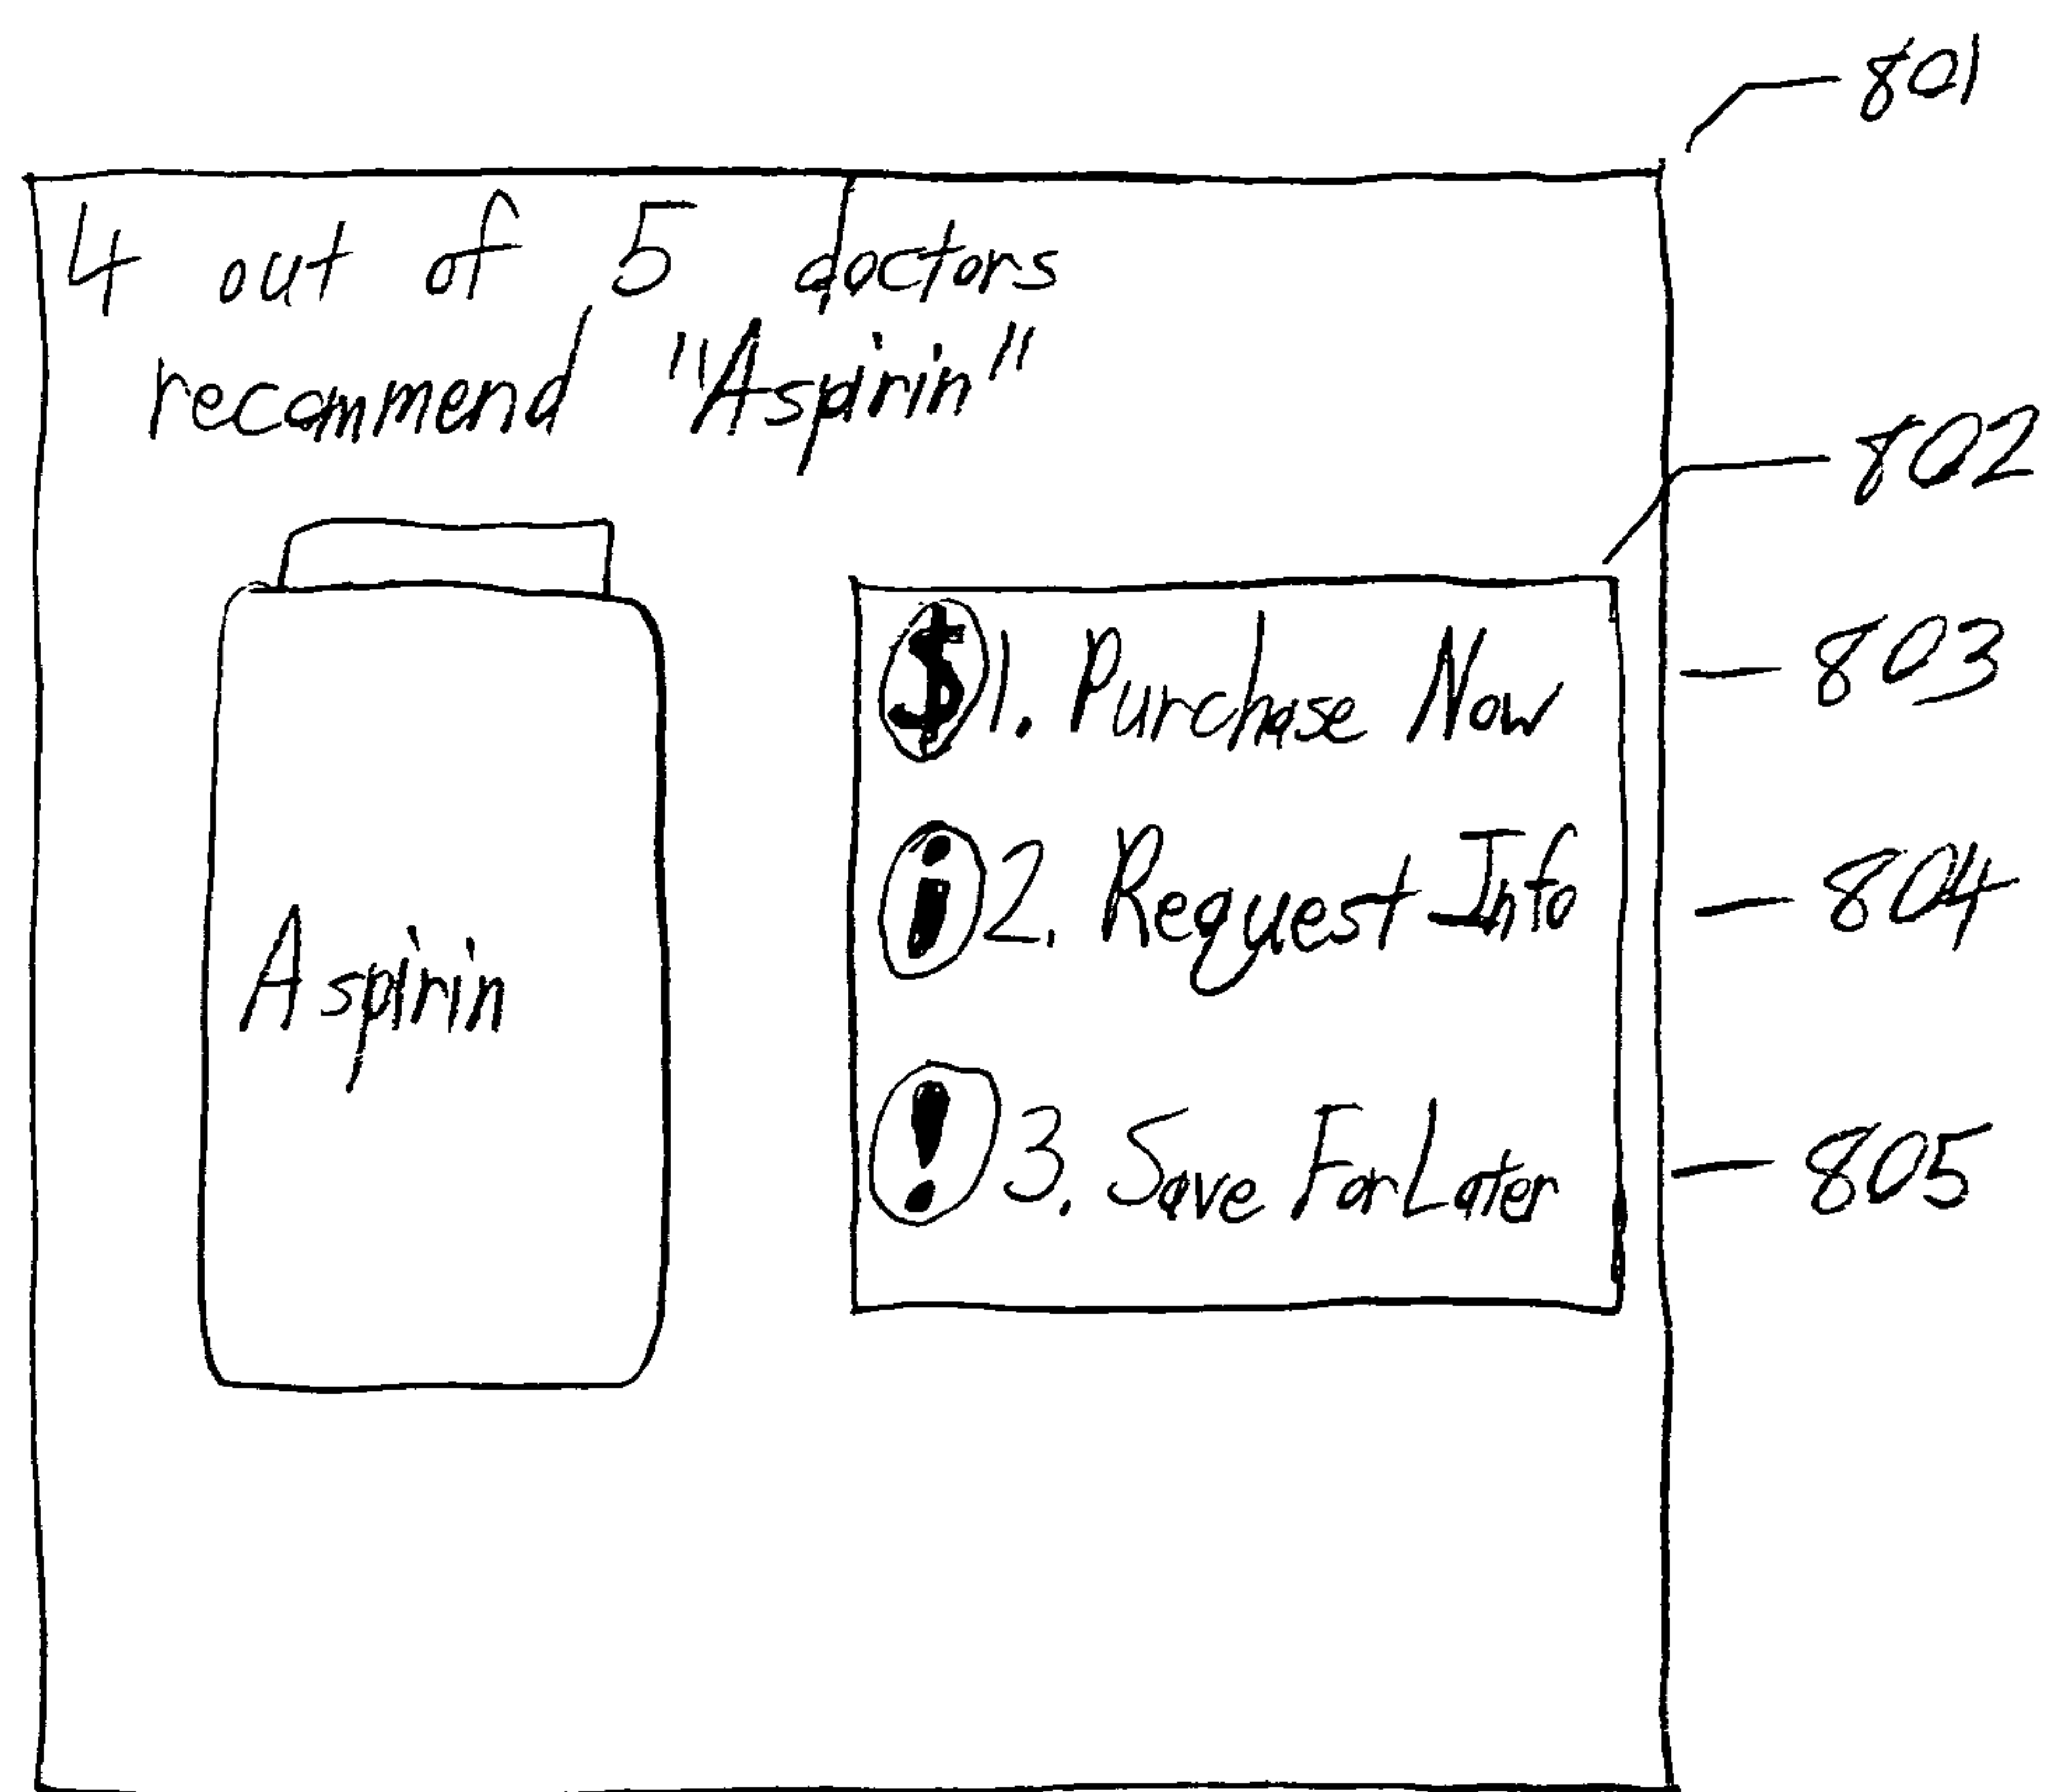 801
4 out of 5 doctors
recommend "Aspirin"
802
$ 1. Purchase Now
803
i 2. Request Info
804
Aspirin
! 3. Save For Later
805